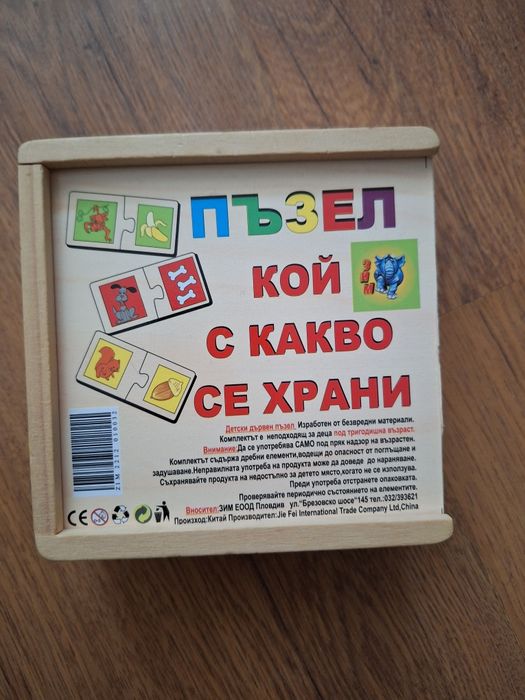 ПЪЗЕЛ
КОЙ
ЗИМ
С КАКВО
СЕ ХРАНИ
Детски дървен пъзел. Изработен от безвредни материали.
Комплектът е неподходящ за деца под тригодишна възраст.
Внимание:Да се употребява САМО под пряк надзор на възрастен.
Комплектът съдържа дребни елементи,водещи до опасност от поглъщане и
задушаване.Неправилната употреба на продукта може да доведе до нараняване.
Съхранявайте продукта на недостъпно за детето място,когато не се използува.
Преди употреба отстранете опаковката.
Проверявайте периодично състоянието на елементите.
Вносител:ЗИМ ЕООД Пловдив ул."Брезовско шосе"145 тел.:032/393621
Произход:Китай Производител:Jie Fei International Trade Company Ltd,China
CE 0-3